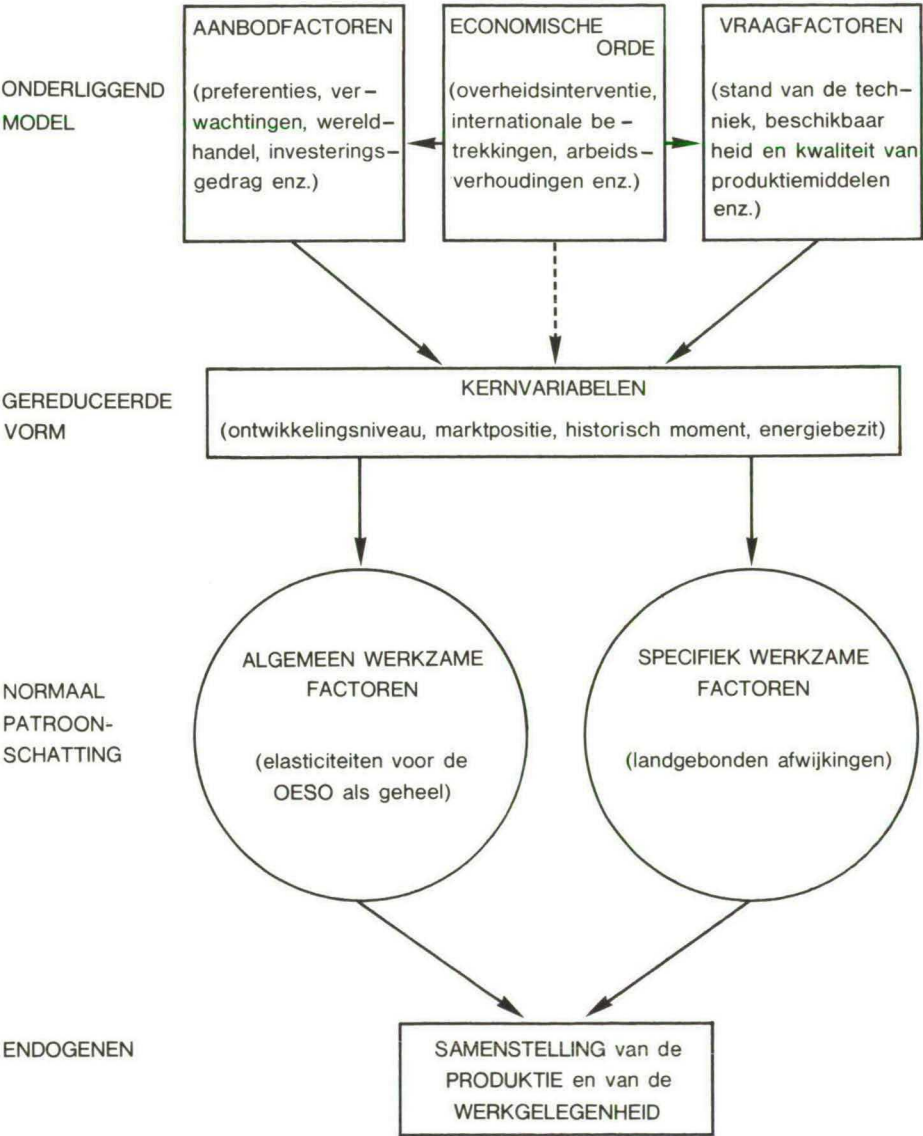 AANBODFACTOREN
(preferenties, ver–
wachtingen, wereld–
handel, investerings–
gedrag enz.)
ECONOMISCHE
ORDE
(overheidsinterventie,
internationale be –
trekkingen, arbeids–
verhoudingen enz.)
VRAAGFACTOREN
(stand van de tech–
niek, beschikbaar
heid en kwaliteit van
produktiemiddelen
enz.)
ONDERLIGGEND
MODEL
GEREDUCEERDE
VORM
KERNVARIABELEN
(ontwikkelingsniveau, marktpositie, historisch moment, energiebezit)
NORMAAL
PATROON-
SCHATTING
ALGEMEEN WERKZAME
FACTOREN
(elasticiteiten voor de
OESO als geheel)
SPECIFIEK WERKZAME
FACTOREN
(landgebonden afwijkingen)
ENDOGENEN
SAMENSTELLING van de
PRODUKTIE en van de
WERKGELEGENHEID